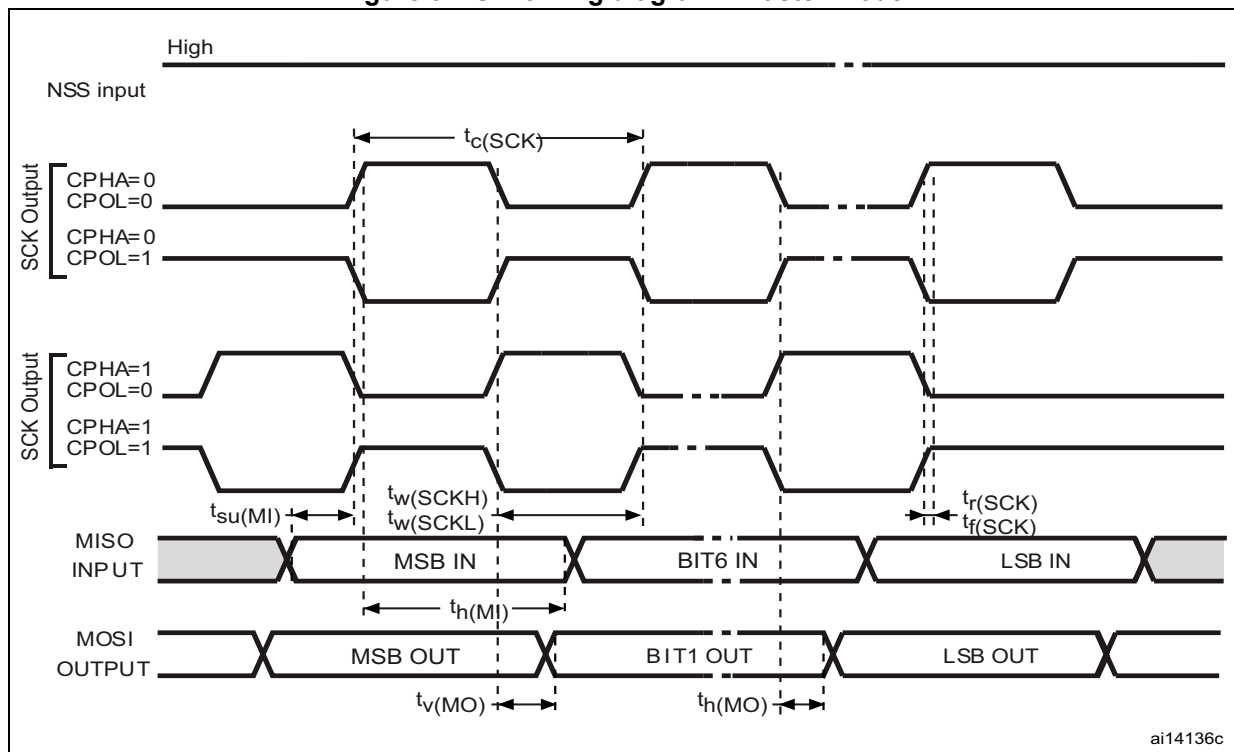 High
NSS input
tc(SCK)
SCK Output
CPHA=0
CPOL=0
CPHA=0
CPOL=1
SCK Output
CPHA=1
CPOL=0
CPHA=1
CPOL=1
tsu(MI)
tw(SCKH)
tw(SCKL)
tr(SCK)
tf(SCK)
MISO
INPUT
MSB IN
BIT6 IN
LSB IN
th(MI)
MOSI
OUTPUT
MSB OUT
BIT1 OUT
LSB OUT
tv(MO)
th(MO)
ai14136c